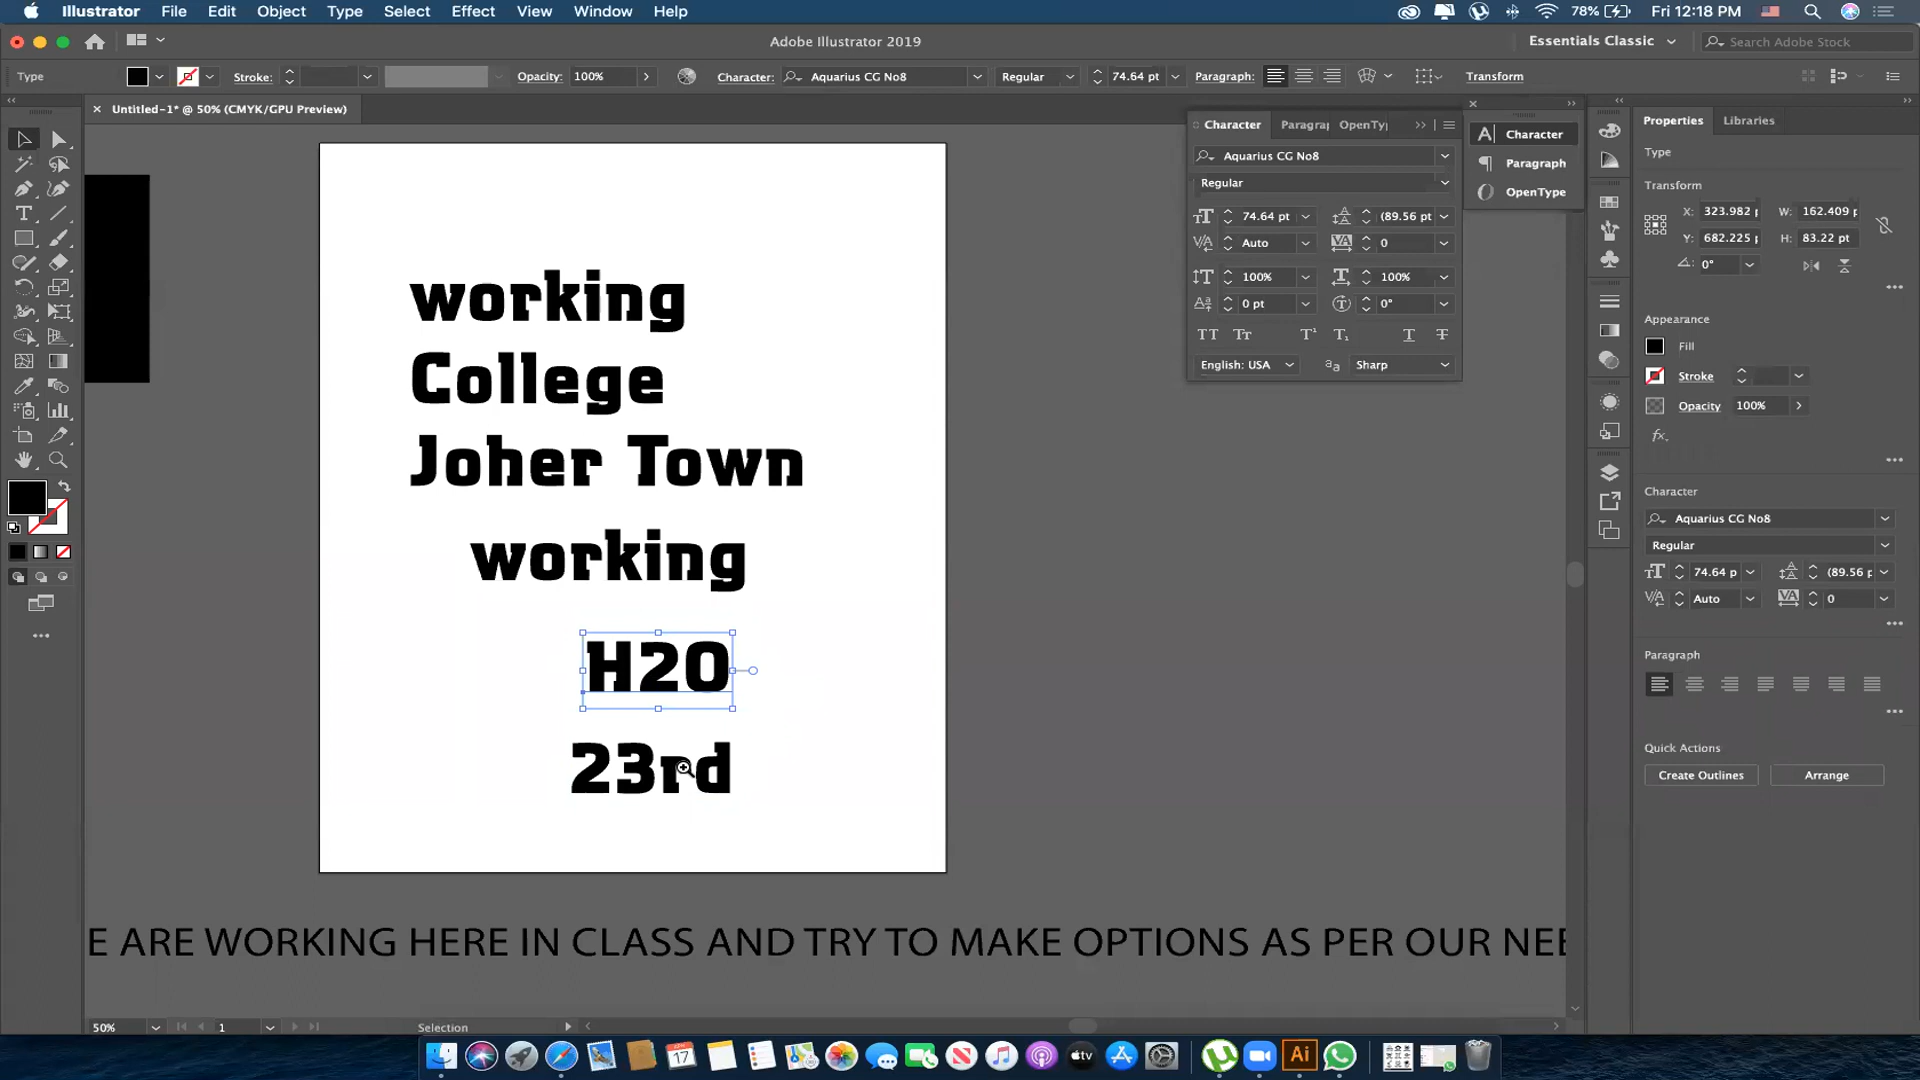 Illustrator File Edit Object Type Select Effect View Window Help 78% Fri 12:18 PM
Adobe Illustrator 2019 Essentials Classic Search Adobe Stock
Type Stroke: Opacity: 100% Character: Aquarius CG No8 Regular 74.64 pt Paragraph: Transform
Untitled-1* @ 50% (CMYK/GPU Preview)
Character Paragra OpenTy
Aquarius CG No8
Regular
74.64 pt (89.56 pt
Auto 0
100% 100%
0 pt 0°
English: USA Sharp
Character
Paragraph
OpenType
Properties Libraries
Type
Transform
X: 323.982 p W: 162.409 p
Y: 682.225 p H: 83.22 pt
0°
Appearance
Fill
Stroke
Opacity 100%
Character
Aquarius CG No8
Regular
74.64 p (89.56 p
Auto 0
Paragraph
Quick Actions
Create Outlines Arrange
working
College
Joher Town
working
H2O
23rd
E ARE WORKING HERE IN CLASS AND TRY TO MAKE OPTIONS AS PER OUR NEE
50% 1 Selection
17
tv
Ai